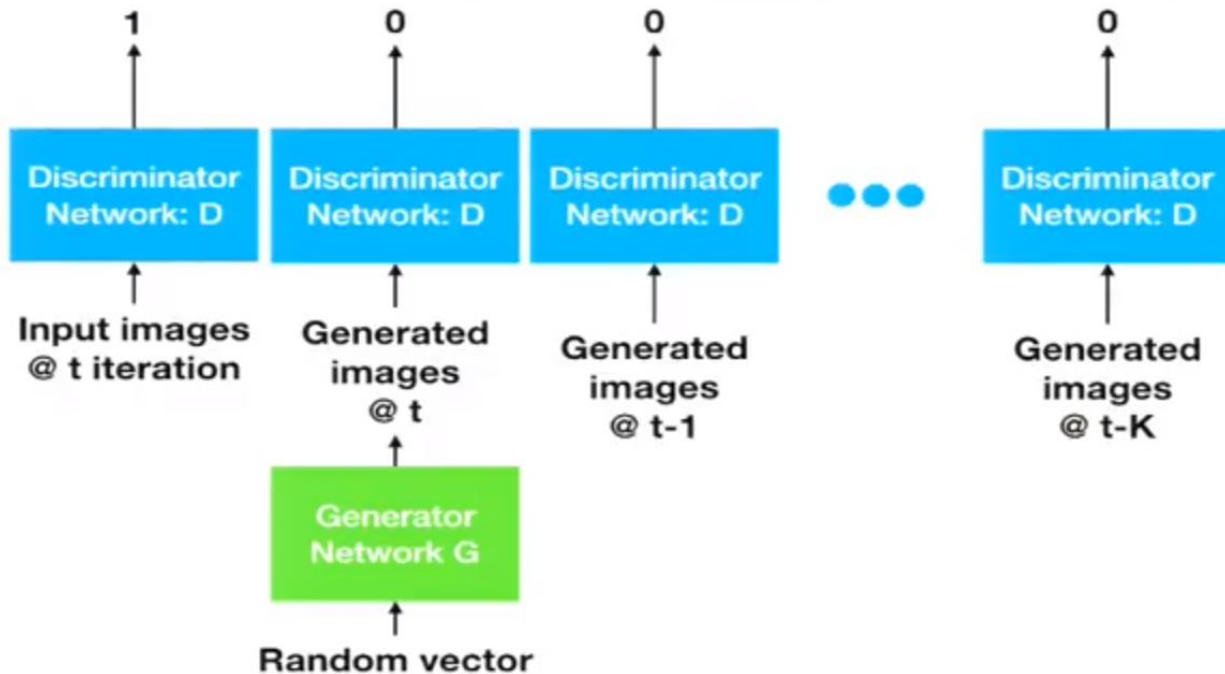 1
0
0
0
Discriminator
Network: D
Discriminator
Network: D
Discriminator
Network: D
Discriminator
Network: D
Input images
@ t iteration
Generated
images
@ t
Generated
images
@ t-1
Generated
images
@ t-K
Generator
Network G
Random vector